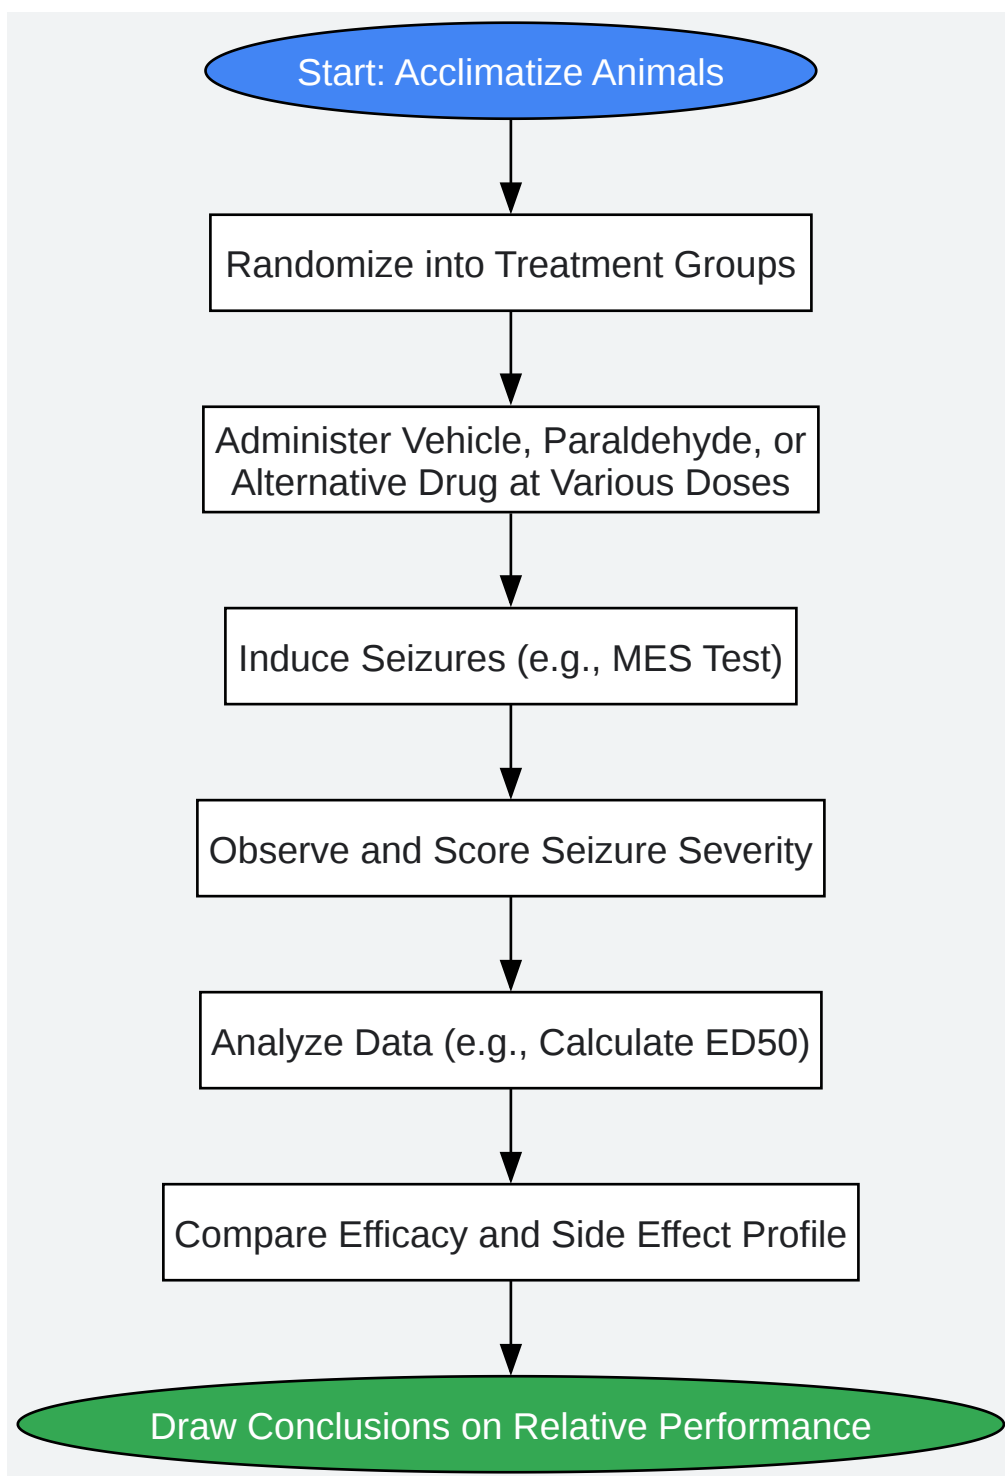 Start: Acclimatize Animals
Randomize into Treatment Groups
Administer Vehicle, Paraldehyde, or
Alternative Drug at Various Doses
Induce Seizures (e.g., MES Test)
Observe and Score Seizure Severity
Analyze Data (e.g., Calculate ED50)
Compare Efficacy and Side Effect Profile
Draw Conclusions on Relative Performance